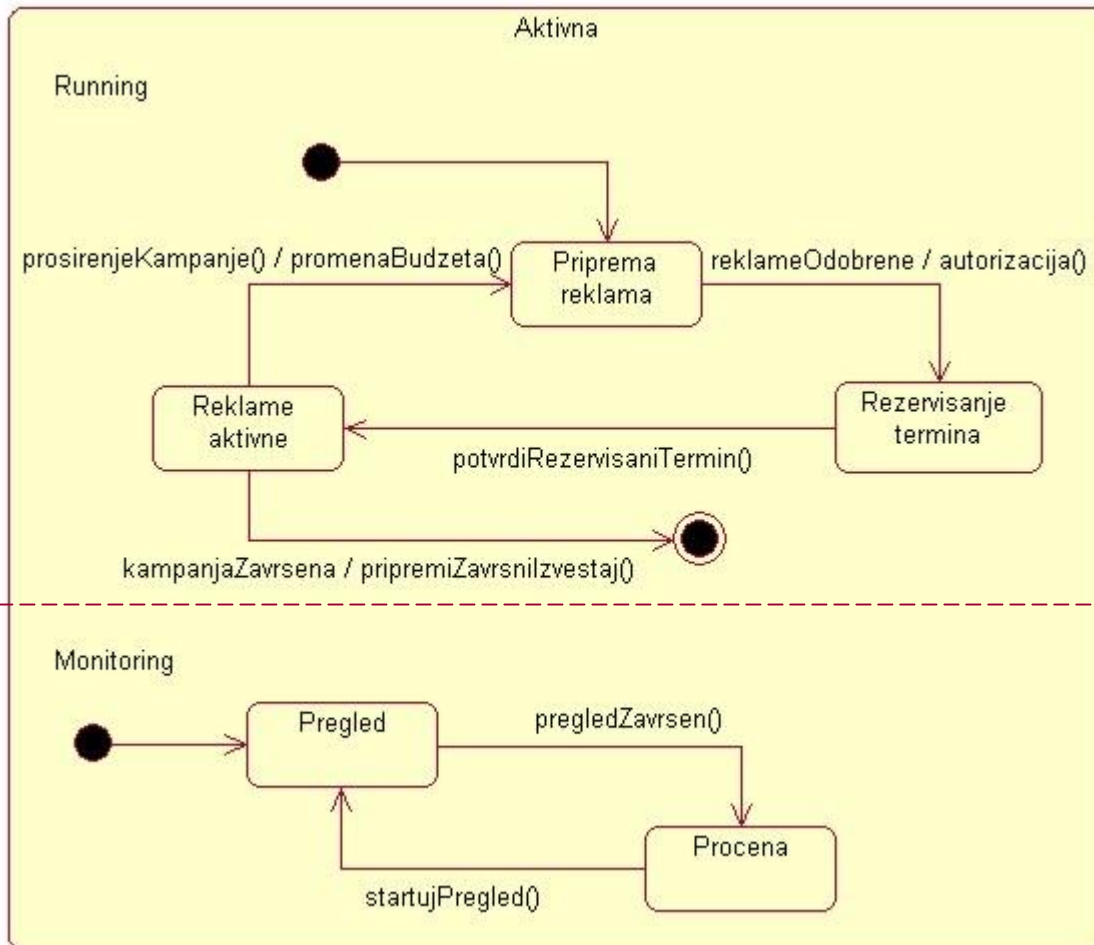 Aktivna
Running
prosirenjeKampanje() / promenaBudzeta()
Priprema
reklama
reklameOdobrene / autorizacija()
Reklame
aktivne
Rezervisanje
termina
potvrdiRezervisaniTermin()
kampanjaZavrsena / pripremiZavrsniIzvestaj()
Monitoring
Pregled
pregledZavrsen()
Procena
startujPregled()